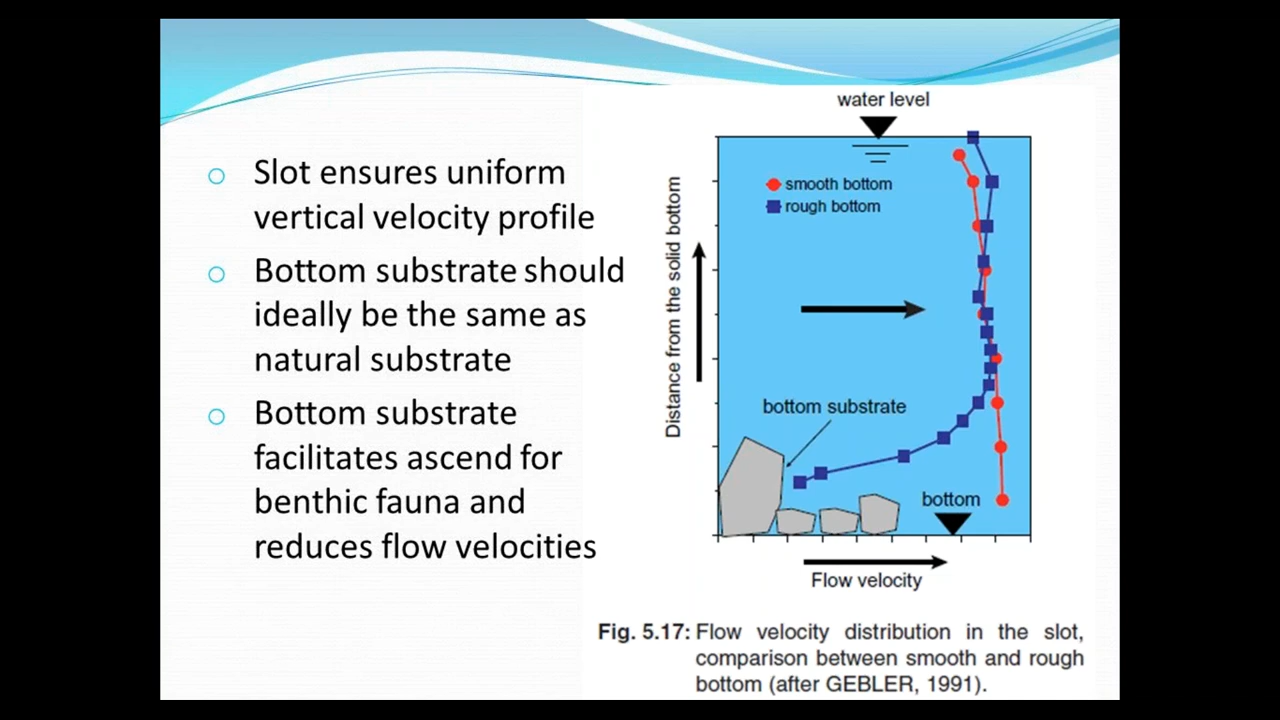 Slot ensures uniform
vertical velocity profile
Bottom substrate should
ideally be the same as
natural substrate
Bottom substrate
facilitates ascend for
benthic fauna and
reduces flow velocities
water level
smooth bottom
rough bottom
Distance from the solid bottom
bottom substrate
bottom
Flow velocity
Fig. 5.17: Flow velocity distribution in the slot,
comparison between smooth and rough
bottom (after GEBLER, 1991).